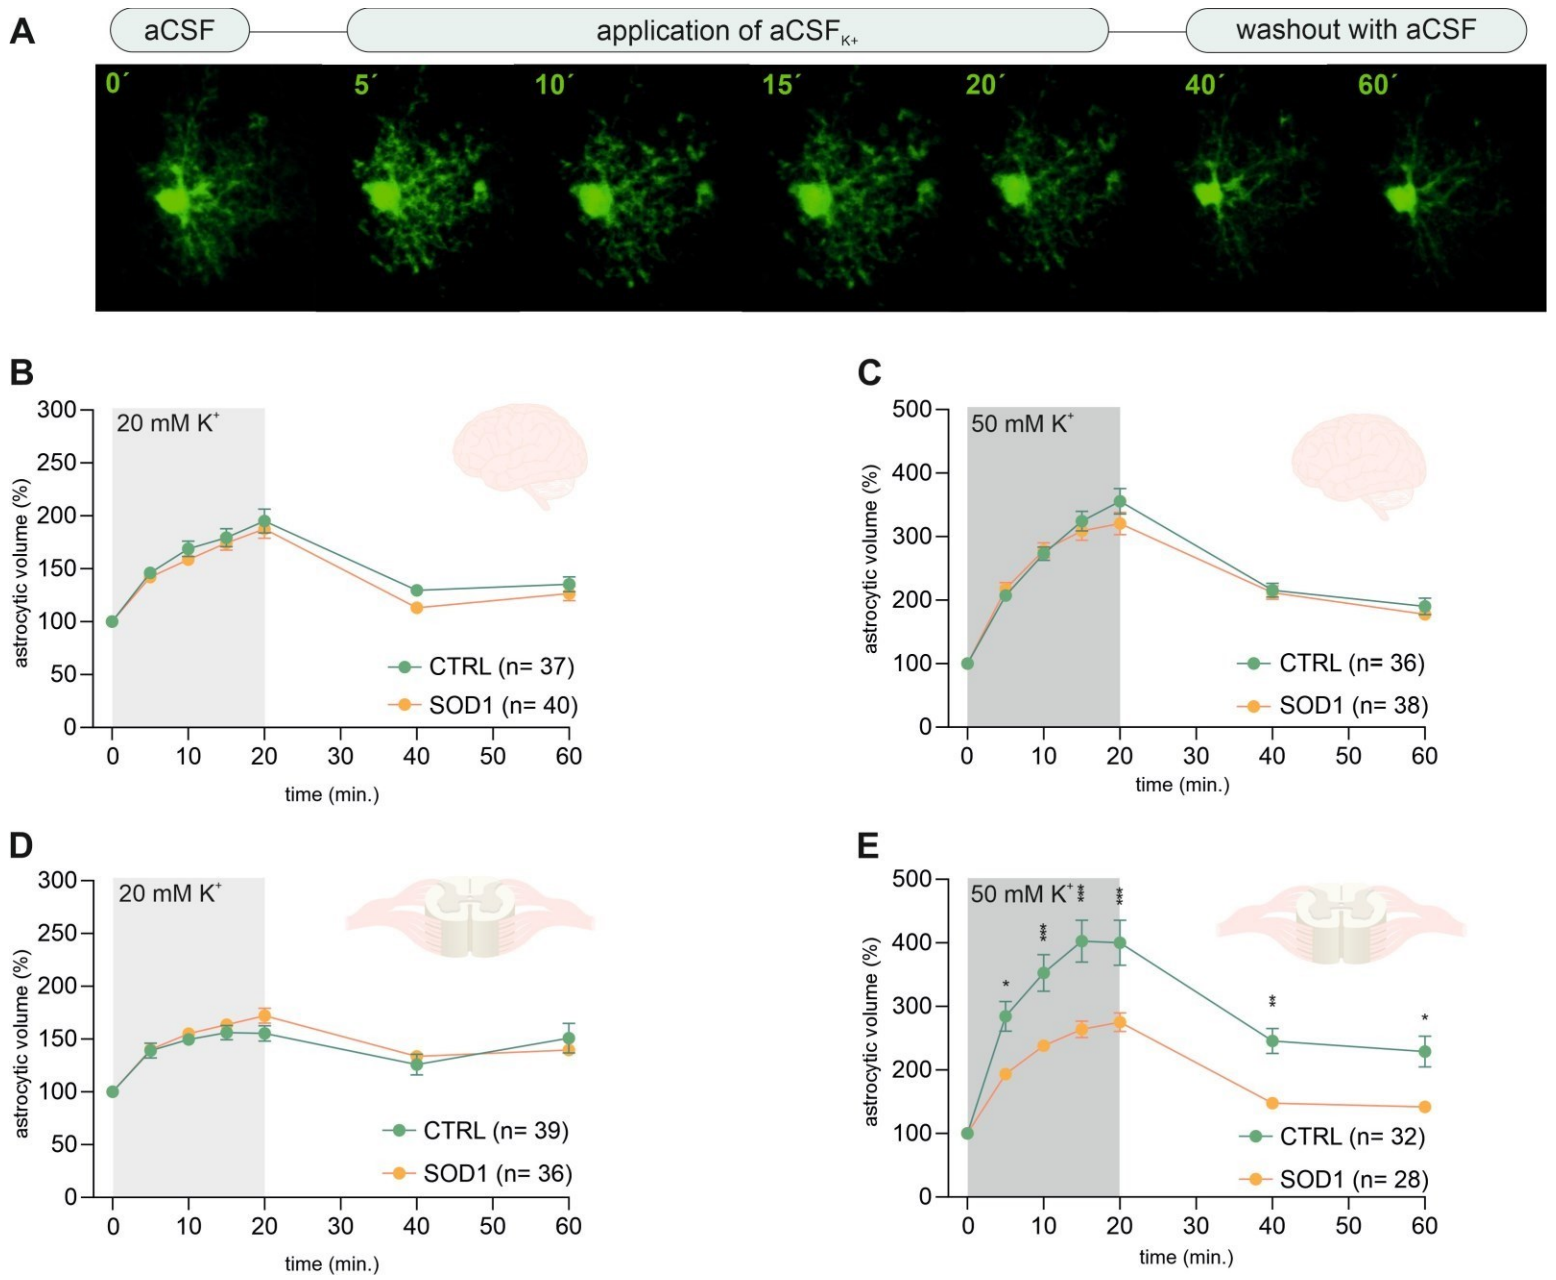 A
aCSF
application of aCSF K+
washout with aCSF
0´ 5´ 10´ 15´ 20´ 40´ 60´
B
20 mM K+
300
250
200
150
100
50
0
astrocytic volume (%)
CTRL (n= 37)
SOD1 (n= 40)
0 10 20 30 40 50 60
time (min.)
C
50 mM K+
500
400
300
200
100
0
astrocytic volume (%)
CTRL (n= 36)
SOD1 (n= 38)
0 10 20 30 40 50 60
time (min.)
D
20 mM K+
300
250
200
150
100
50
0
astrocytic volume (%)
CTRL (n= 39)
SOD1 (n= 36)
0 10 20 30 40 50 60
time (min.)
E
50 mM K+
500
400
300
200
100
0
astrocytic volume (%)
* *** *** *** ** *
CTRL (n= 32)
SOD1 (n= 28)
0 10 20 30 40 50 60
time (min.)